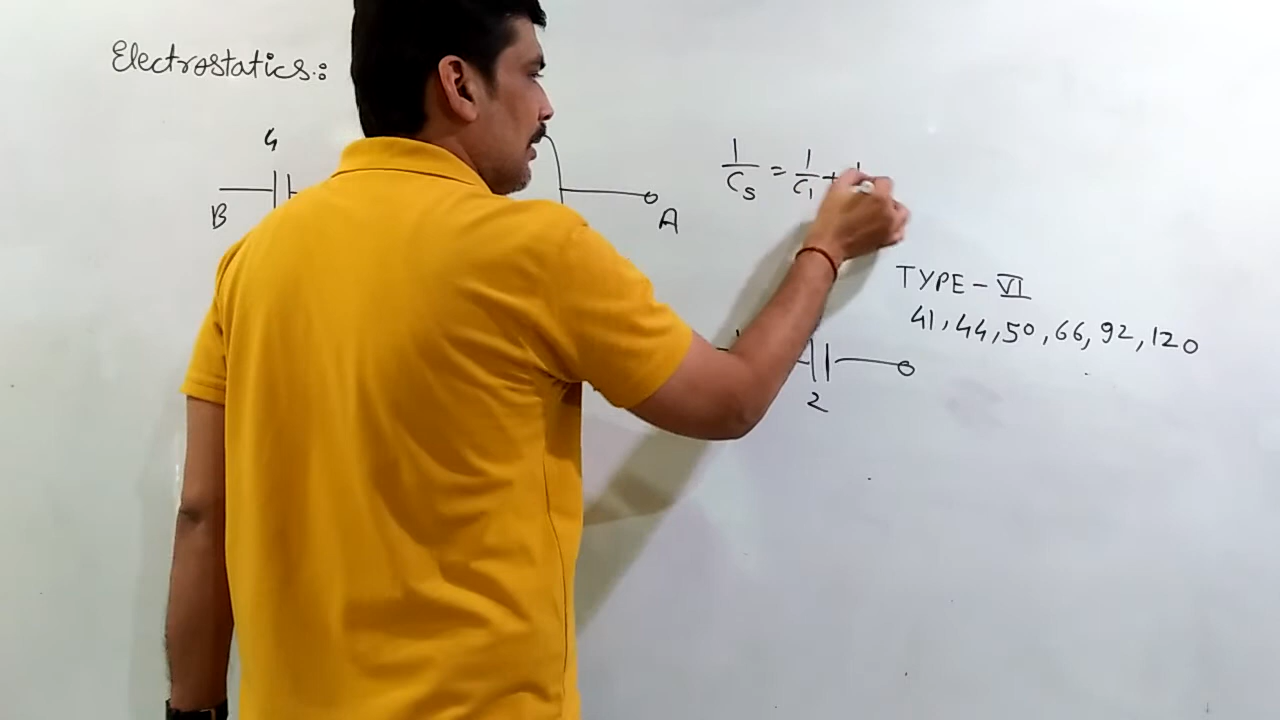 Electrostatics:
4
B
A
1/Cs = 1/C1 +
TYPE - VI
41, 44, 50, 66, 92, 120
2